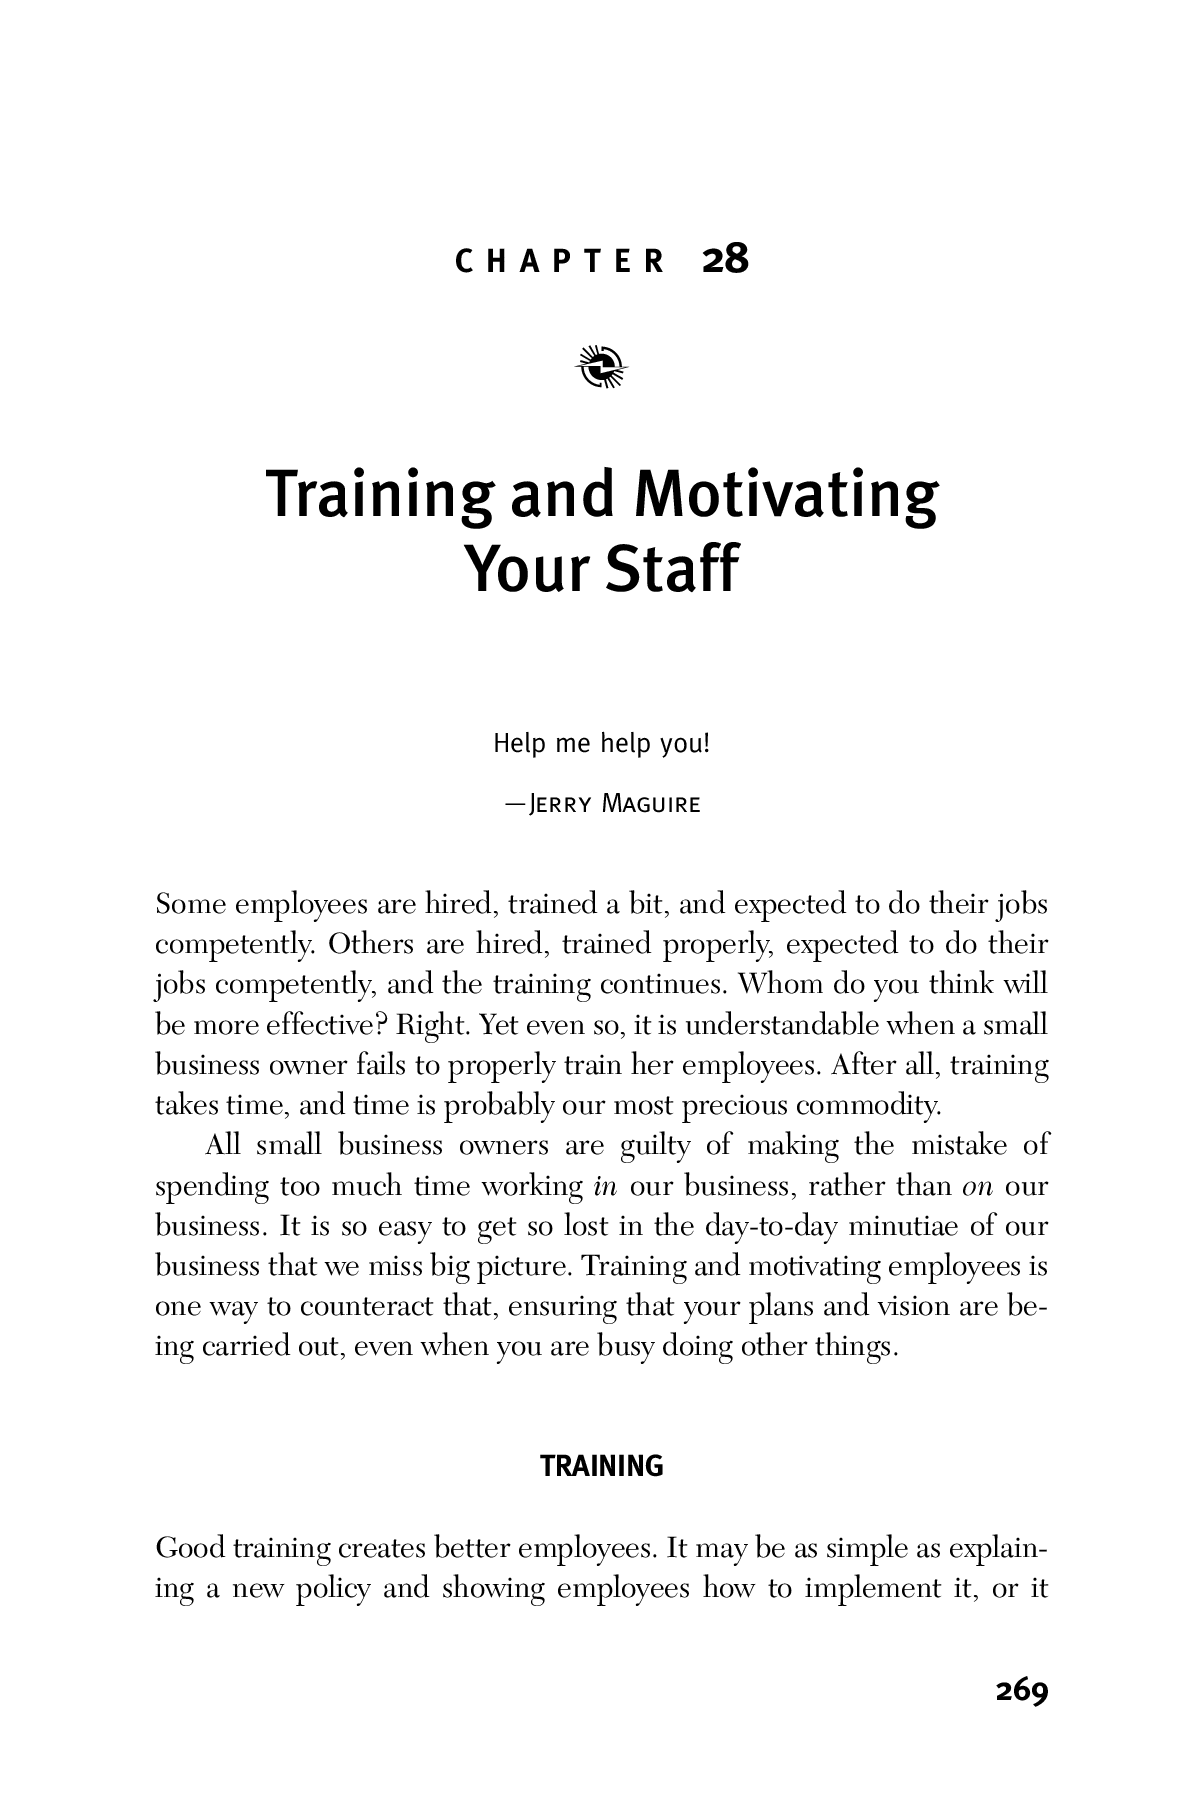 CHAPTER 28
Training and Motivating
Your Staff
Help me help you!
—Jerry Maguire
Some employees are hired, trained a bit, and expected to do their jobs
competently. Others are hired, trained properly, expected to do their
jobs competently, and the training continues. Whom do you think will
be more effective? Right. Yet even so, it is understandable when a small
business owner fails to properly train her employees. After all, training
takes time, and time is probably our most precious commodity.
All small business owners are guilty of making the mistake of
spending too much time working in our business, rather than on our
business. It is so easy to get so lost in the day-to-day minutiae of our
business that we miss big picture. Training and motivating employees is
one way to counteract that, ensuring that your plans and vision are be-
ing carried out, even when you are busy doing other things.
TRAINING
Good training creates better employees. It may be as simple as explain-
ing a new policy and showing employees how to implement it, or it
269